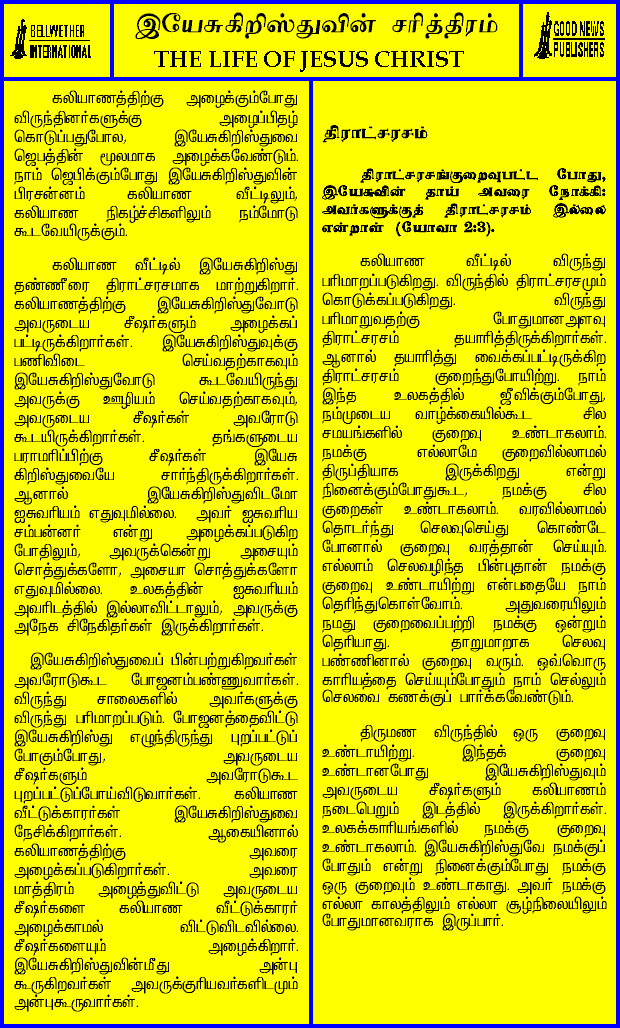 BELLWETHER
INTERNATIONAL
இயேசுகிறிஸ்துவின் சரித்திரம்
THE LIFE OF JESUS CHRIST
GOOD NEWS
PUBLISHERS
கலியாணத்திற்கு அழைக்கும்போது
விருந்தினர்களுக்கு அழைப்பிதழ்
கொடுப்பதுபோல, இயேசுகிறிஸ்துவை
ஜெபத்தின் மூலமாக அழைக்கவேண்டும்.
நாம் ஜெபிக்கும்போது இயேசுகிறிஸ்துவின்
பிரசன்னம் கலியாண வீட்டிலும்,
கலியாண நிகழ்ச்சிகளிலும் நம்மோடு
கூடவேயிருக்கும்.
கலியாண வீட்டில் இயேசுகிறிஸ்து
தண்ணீரை திராட்சரசமாக மாற்றுகிறார்.
கலியாணத்திற்கு இயேசுகிறிஸ்துவோடு
அவருடைய சீஷர்களும் அழைக்கப்
பட்டிருக்கிறார்கள். இயேசுகிறிஸ்துவுக்கு
பணிவிடை செய்வதற்காகவும்
இயேசுகிறிஸ்துவோடு கூடவேயிருந்து
அவருக்கு ஊழியம் செய்வதற்காகவும்,
அவருடைய சீஷர்கள் அவரோடு
கூடயிருக்கிறார்கள். தங்களுடைய
பராமரிப்பிற்கு சீஷர்கள் இயேசு
கிறிஸ்துவையே சார்ந்திருக்கிறார்கள்.
ஆனால் இயேசுகிறிஸ்துவிடமோ
ஐசுவரியம் எதுவுமில்லை. அவர் ஐசுவரிய
சம்பன்னர் என்று அழைக்கப்படுகிற
போதிலும், அவருக்கென்று அசையும்
சொத்துக்களோ, அசையா சொத்துக்களோ
எதுவுமில்லை. உலகத்தின் ஐசுவரியம்
அவரிடத்தில் இல்லாவிட்டாலும், அவருக்கு
அநேக சிநேகிதர்கள் இருக்கிறார்கள்.
இயேசுகிறிஸ்துவைப் பின்பற்றுகிறவர்கள்
அவரோடுகூட போஜனம்பண்ணுவார்கள்.
விருந்து சாலைகளில் அவர்களுக்கு
விருந்து பரிமாறப்படும். போஜனத்தைவிட்டு
இயேசுகிறிஸ்து எழுந்திருந்து புறப்பட்டுப்
போகும்போது, அவருடைய
சீஷர்களும் அவரோடுகூட
புறப்பட்டுப்போய்விடுவார்கள். கலியாண
வீட்டுக்காரர்கள் இயேசுகிறிஸ்துவை
நேசிக்கிறார்கள். ஆகையினால்
கலியாணத்திற்கு அவரை
அழைக்கப்படுகிறார்கள். அவரை
மாத்திரம் அழைத்துவிட்டு அவருடைய
சீஷர்களை கலியாண வீட்டுக்காரர்
அழைக்காமல் விட்டுவிடவில்லை.
சீஷர்களையும் அழைக்கிறார்.
இயேசுகிறிஸ்துவின்மீது அன்பு
கூருகிறவர்கள் அவருக்குரியவர்களிடமும்
அன்புகூருவார்கள்.
திராட்சரசம்
திராட்சரசங்குறைவுபட்ட போது,
இயேசுவின் தாய் அவரை நோக்கி:
அவர்களுக்குத் திராட்சரசம் இல்லை
என்றாள் (யோவா 2:3).
கலியாண வீட்டில் விருந்து
பரிமாறப்படுகிறது. விருந்தில் திராட்சரசமும்
கொடுக்கப்படுகிறது. விருந்து
பரிமாறுவதற்கு போதுமானஅளவு
திராட்சரசம் தயாரித்திருக்கிறார்கள்.
ஆனால் தயாரித்து வைக்கப்பட்டிருக்கிற
திராட்சரசம் குறைந்துபோயிற்று. நாம்
இந்த உலகத்தில் ஜீவிக்கும்போது,
நம்முடைய வாழ்க்கையில்கூட சில
சமயங்களில் குறைவு உண்டாகலாம்.
நமக்கு எல்லாமே குறைவில்லாமல்
திருப்தியாக இருக்கிறது என்று
நினைக்கும்போதுகூட, நமக்கு சில
குறைகள் உண்டாகலாம். வரவில்லாமல்
தொடர்ந்து செலவுசெய்து கொண்டே
போனால் குறைவு வரத்தான் செய்யும்.
எல்லாம் செலவழிந்த பின்புதான் நமக்கு
குறைவு உண்டாயிற்று என்பதையே நாம்
தெரிந்துகொள்வோம். அதுவரையிலும்
நமது குறைவைப்பற்றி நமக்கு ஒன்றும்
தெரியாது. தாறுமாறாக செலவு
பண்ணினால் குறைவு வரும். ஒவ்வொரு
காரியத்தை செய்யும்போதும் நாம் செல்லும்
செலவை கணக்குப் பார்க்கவேண்டும்.
திருமண விருந்தில் ஒரு குறைவு
உண்டாயிற்று. இந்தக் குறைவு
உண்டானபோது இயேசுகிறிஸ்துவும்
அவருடைய சீஷர்களும் கலியாணம்
நடைபெறும் இடத்தில் இருக்கிறார்கள்.
உலகக்காரியங்களில் நமக்கு குறைவு
உண்டாகலாம். இயேசுகிறிஸ்துவே நமக்குப்
போதும் என்று நினைக்கும்போது நமக்கு
ஒரு குறைவும் உண்டாகாது. அவர் நமக்கு
எல்லா காலத்திலும் எல்லா சூழ்நிலையிலும்
போதுமானவராக இருப்பார்.